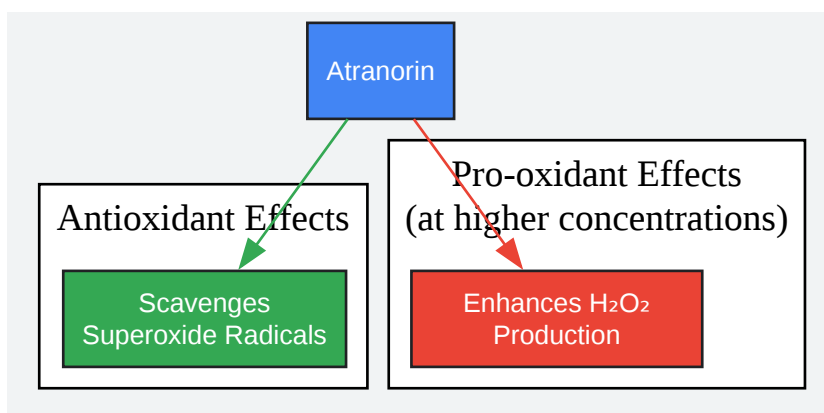 Atranorin
Antioxidant Effects
Scavenges
Superoxide Radicals
Pro-oxidant Effects
(at higher concentrations)
Enhances H₂O₂
Production